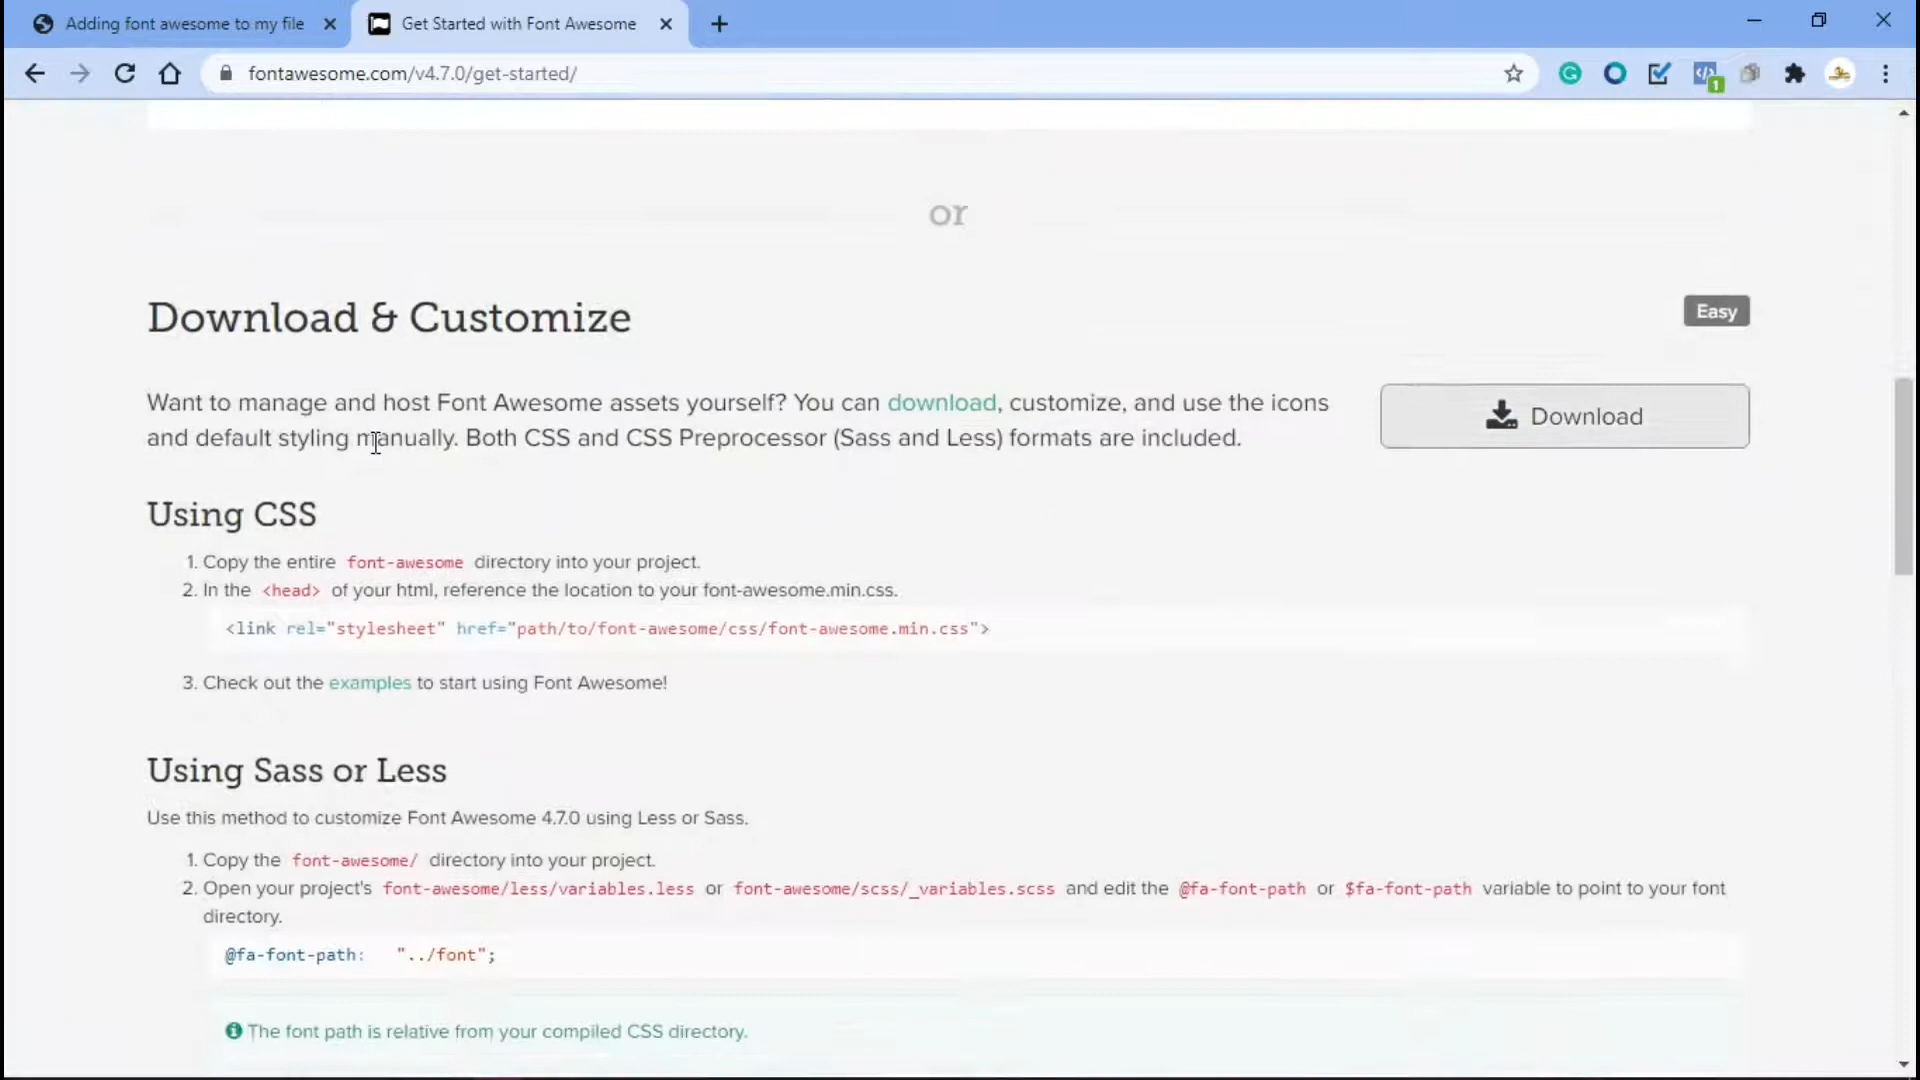 Adding font awesome to my file
Get Started with Font Awesome
fontawesome.com/v4.7.0/get-started/
1
or
Download & Customize
Easy
Want to manage and host Font Awesome assets yourself? You can download, customize, and use the icons
and default styling manually. Both CSS and CSS Preprocessor (Sass and Less) formats are included.
Download
Using CSS
1. Copy the entire font-awesome directory into your project.
2. In the <head> of your html, reference the location to your font-awesome.min.css.
<link rel="stylesheet" href="path/to/font-awesome/css/font-awesome.min.css">
3. Check out the examples to start using Font Awesome!
Using Sass or Less
Use this method to customize Font Awesome 4.7.0 using Less or Sass.
1. Copy the font-awesome/ directory into your project.
2. Open your project's font-awesome/less/variables.less or font-awesome/scss/_variables.scss and edit the @fa-font-path or $fa-font-path variable to point to your font
directory.
@fa-font-path: "../font";
The font path is relative from your compiled CSS directory.